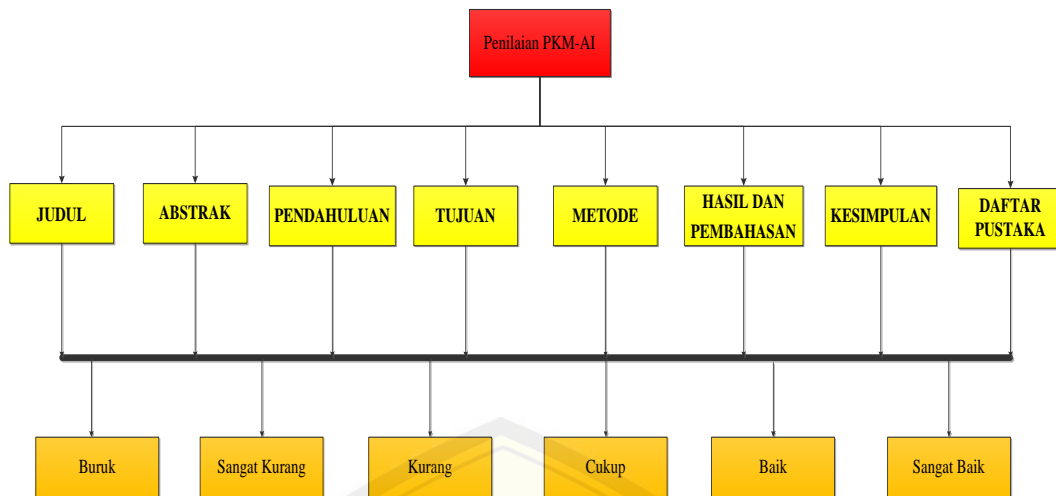 Penilaian PKM-AI
JUDUL
ABSTRAK
PENDAHULUAN
TUJUAN
METODE
HASIL DAN
PEMBAHASAN
KESIMPULAN
DAFTAR
PUSTAKA
Buruk
Sangat Kurang
Kurang
Cukup
Baik
Sangat Baik